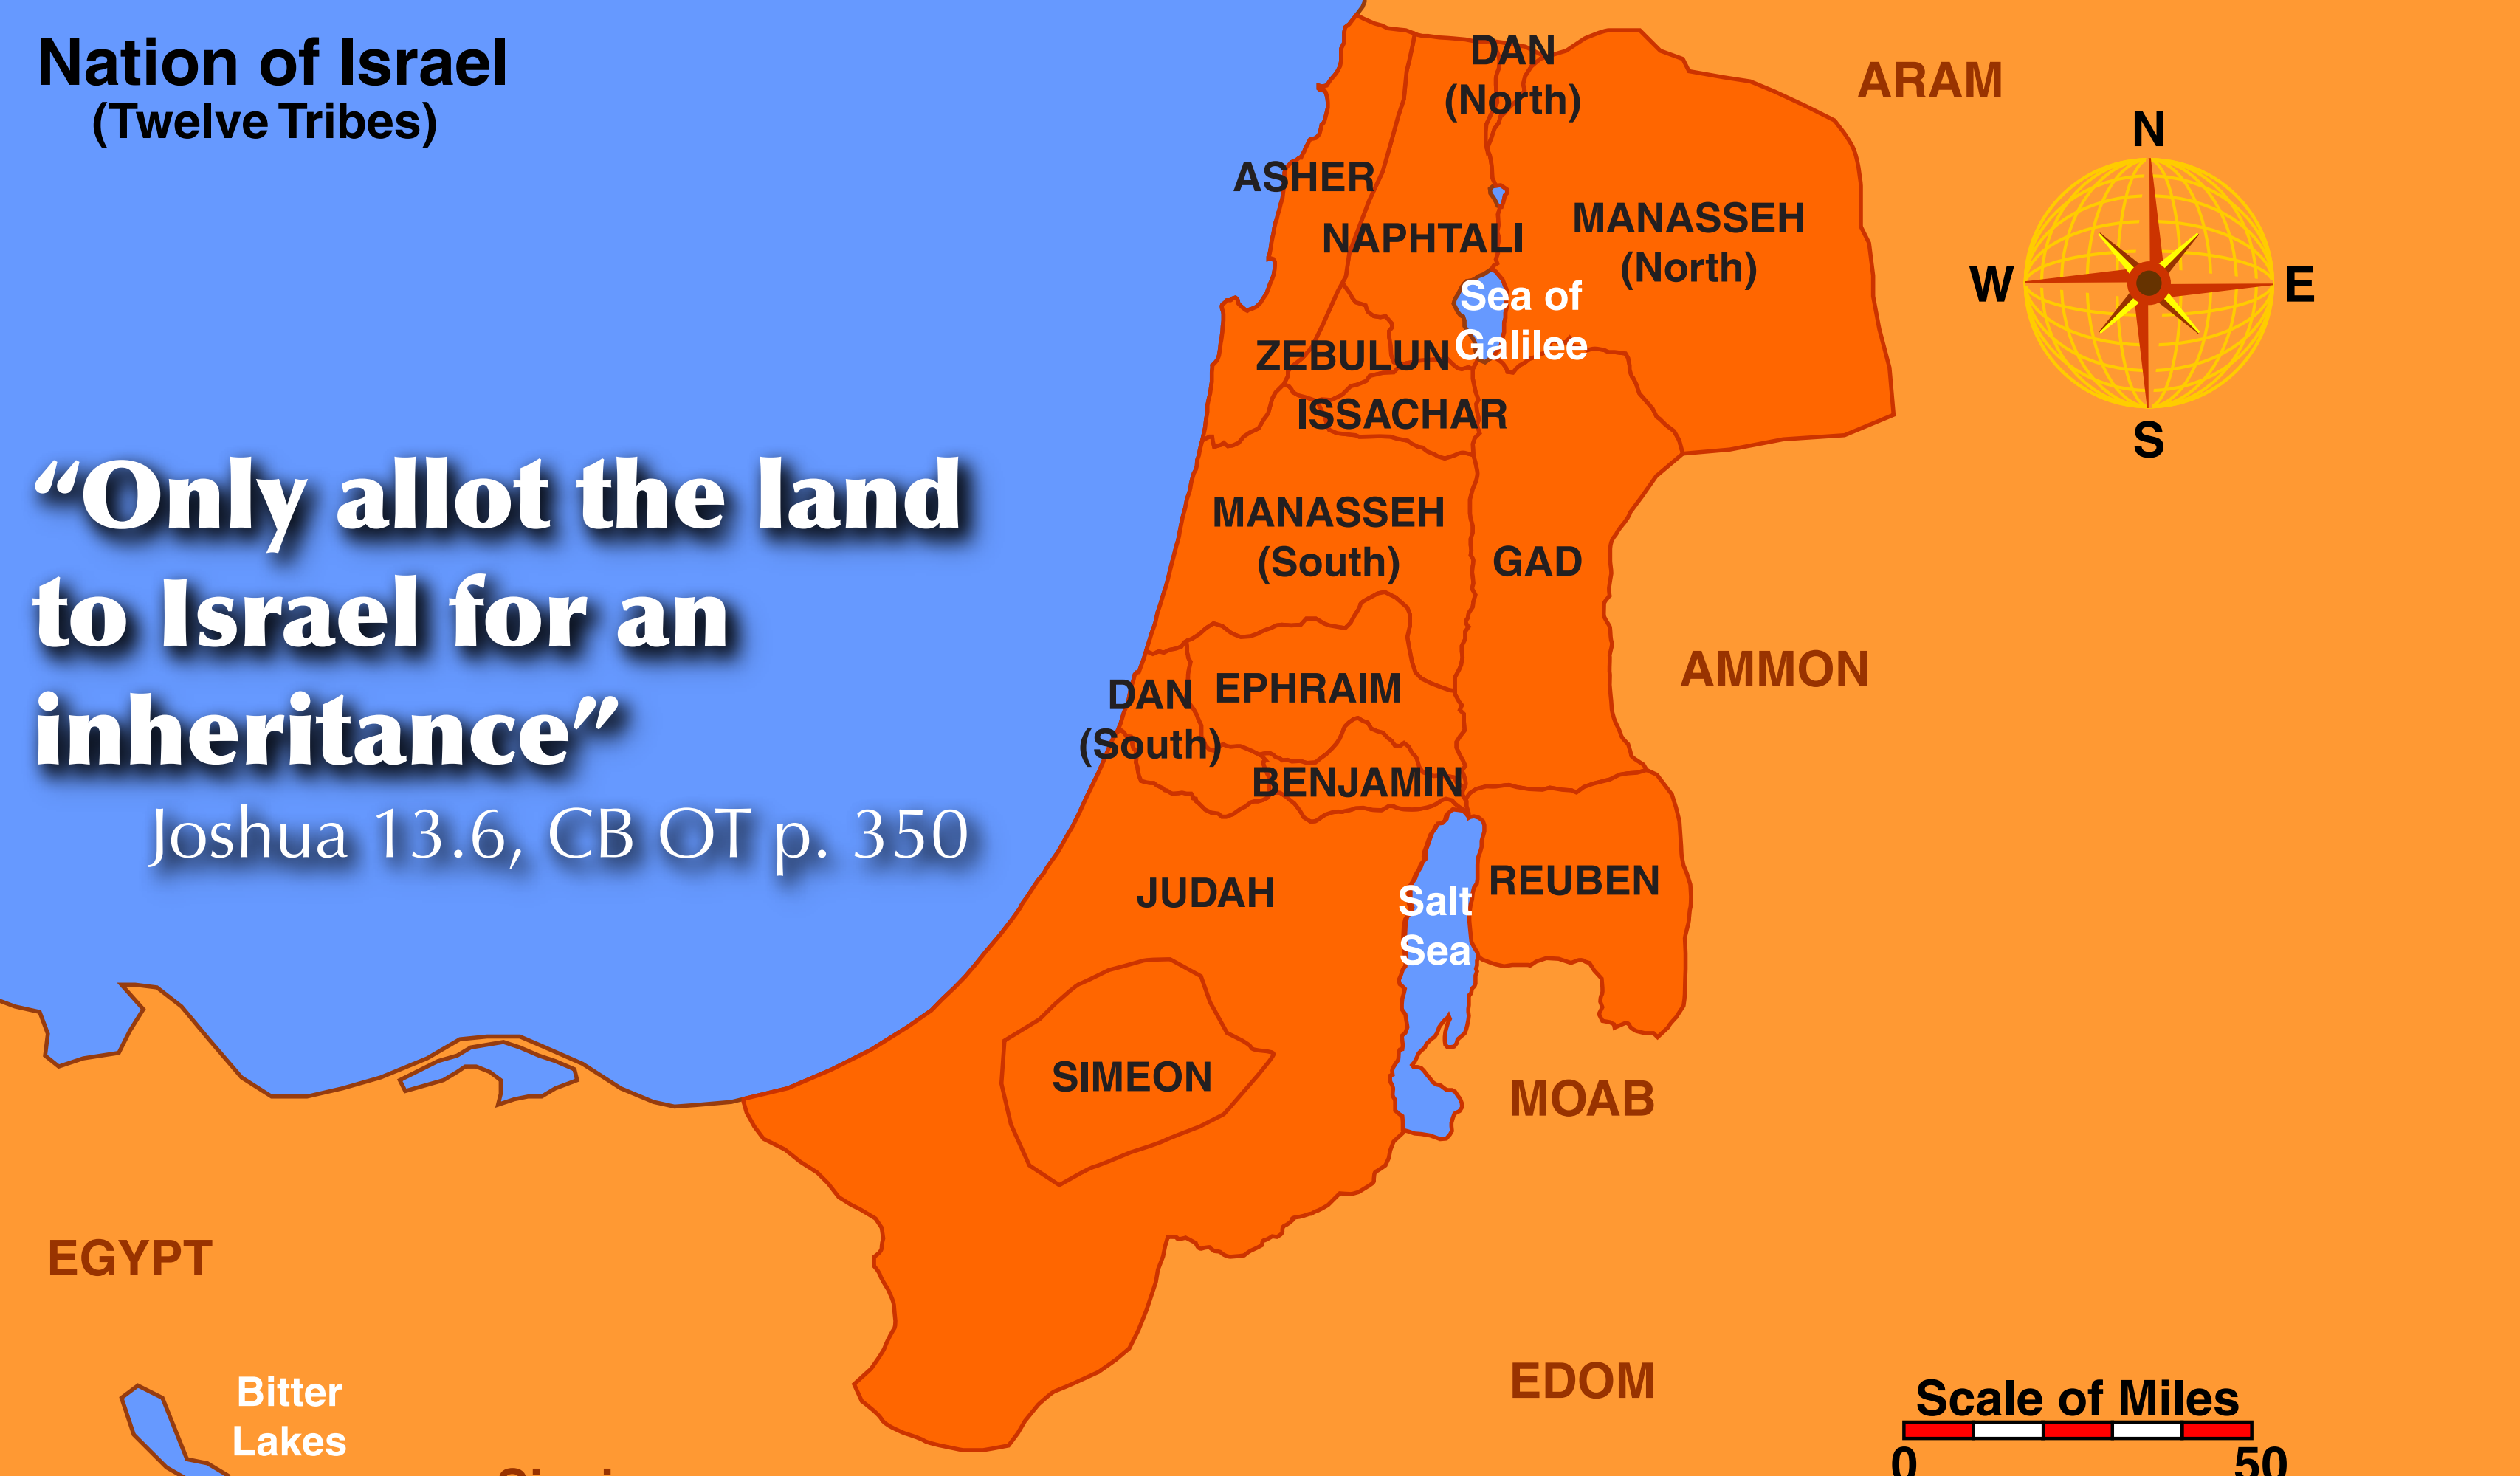 Nation of Israel
(Twelve Tribes)
“Only allot the land
to Israel for an
inheritance”
Joshua 13.6, CB OT p. 350
DAN
(North)
ARAM
N
ASHER
NAPHTALI
MANASSEH
(North)
W
E
Sea of
Galilee
ZEBULUN
ISSACHAR
S
MANASSEH
(South)
GAD
AMMON
DAN
(South)
EPHRAIM
BENJAMIN
JUDAH
Salt
Sea
REUBEN
SIMEON
MOAB
EGYPT
EDOM
Bitter
Lakes
Scale of Miles
0
50